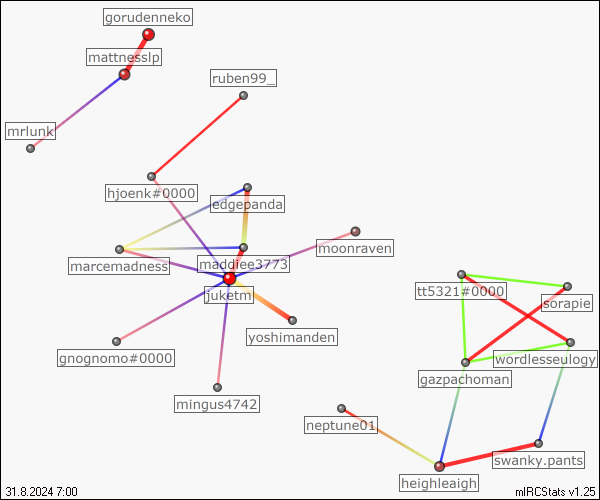 gorudenneko
mattnesslp
ruben99_
mrlunk
hjoenk#0000
edgepanda
moonraven
marcemadness
maddiee3773
tt5321#0000
juketm
sorapie
yoshimanden
gnognomo#0000
wordlesseulogy
gazpachoman
mingus4742
neptune01
swanky.pants
heighleaigh
31.8.2024 7:00
mIRCStats v1.25